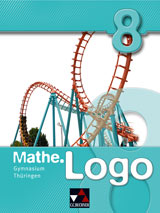 8
Mathe.Logo
Gymnasium
Thüringen
C.C.BUCHNER